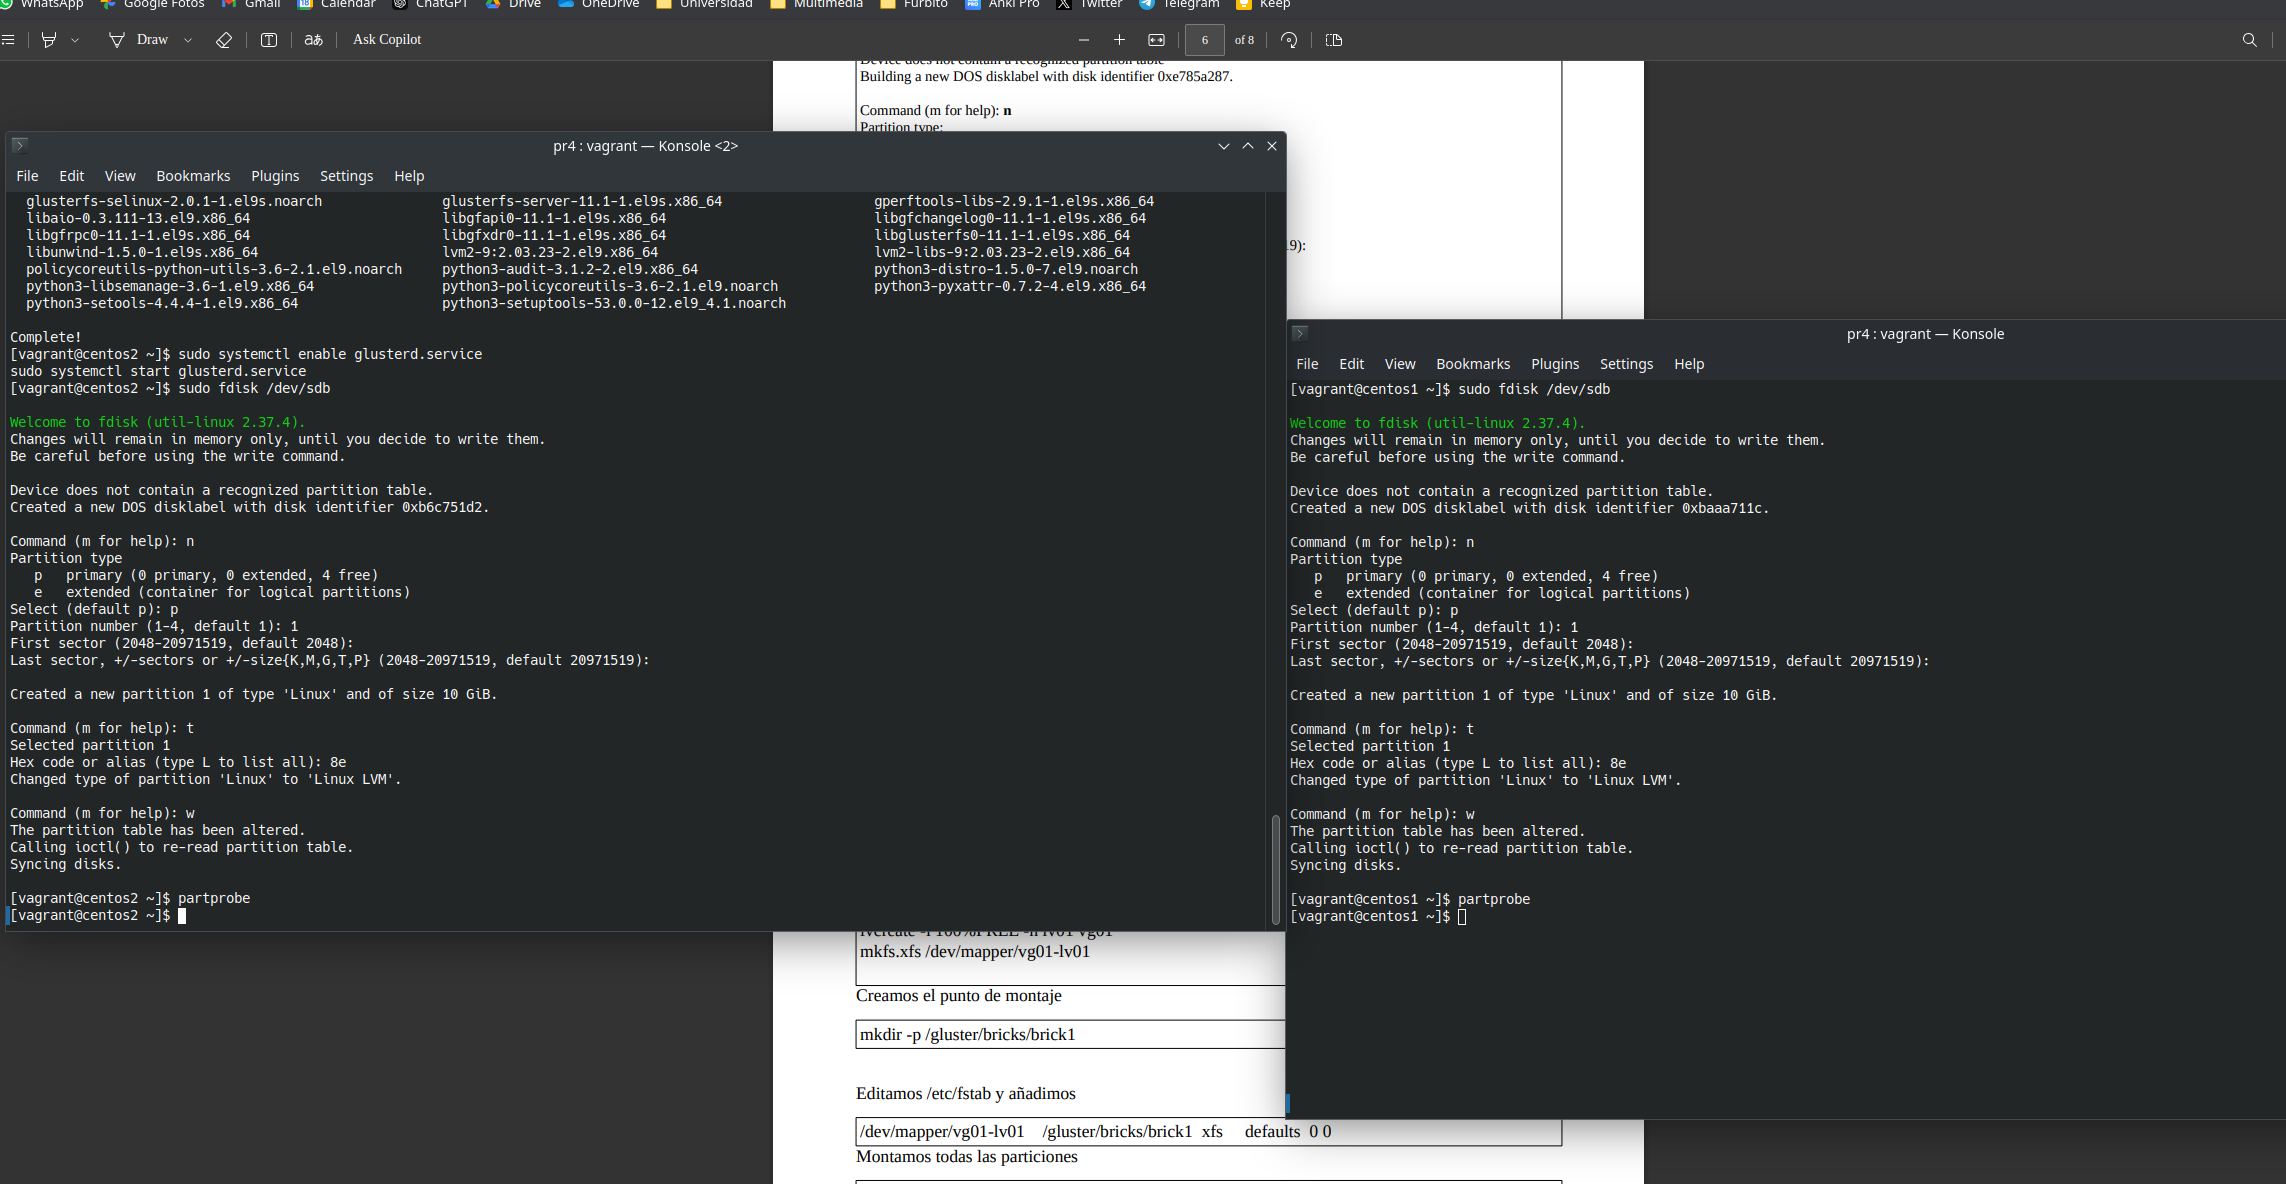 WhatsApp Google Fotos Gmail Calendar ChatGPT Drive OneDrive Universidad Multimedia Furbito Anki Pro Twitter Telegram Keep
Draw aあ Ask Copilot 6 of 8
Device does not contain a recognized partition table
Building a new DOS disklabel with disk identifier 0xe785a287.
Command (m for help): n
Partition type:
19):
pr4 : vagrant — Konsole <2>
File Edit View Bookmarks Plugins Settings Help
glusterfs-selinux-2.0.1-1.el9s.noarch glusterfs-server-11.1-1.el9s.x86_64 gperftools-libs-2.9.1-1.el9s.x86_64
libaio-0.3.111-13.el9.x86_64 libgfapi0-11.1-1.el9s.x86_64 libgfchangelog0-11.1-1.el9s.x86_64
libgfrpc0-11.1-1.el9s.x86_64 libgfxdr0-11.1-1.el9s.x86_64 libglusterfs0-11.1-1.el9s.x86_64
libunwind-1.5.0-1.el9s.x86_64 lvm2-9:2.03.23-2.el9.x86_64 lvm2-libs-9:2.03.23-2.el9.x86_64
policycoreutils-python-utils-3.6-2.1.el9.noarch python3-audit-3.1.2-2.el9.x86_64 python3-distro-1.5.0-7.el9.noarch
python3-libsemanage-3.6-1.el9.x86_64 python3-policycoreutils-3.6-2.1.el9.noarch python3-pyxattr-0.7.2-4.el9.x86_64
python3-setools-4.4.4-1.el9.x86_64 python3-setuptools-53.0.0-12.el9_4.1.noarch
Complete!
[vagrant@centos2 ~]$ sudo systemctl enable glusterd.service
sudo systemctl start glusterd.service
[vagrant@centos2 ~]$ sudo fdisk /dev/sdb
Welcome to fdisk (util-linux 2.37.4).
Changes will remain in memory only, until you decide to write them.
Be careful before using the write command.
Device does not contain a recognized partition table.
Created a new DOS disklabel with disk identifier 0xb6c751d2.
Command (m for help): n
Partition type
p primary (0 primary, 0 extended, 4 free)
e extended (container for logical partitions)
Select (default p): p
Partition number (1-4, default 1): 1
First sector (2048-20971519, default 2048):
Last sector, +/-sectors or +/-size{K,M,G,T,P} (2048-20971519, default 20971519):
Created a new partition 1 of type 'Linux' and of size 10 GiB.
Command (m for help): t
Selected partition 1
Hex code or alias (type L to list all): 8e
Changed type of partition 'Linux' to 'Linux LVM'.
Command (m for help): w
The partition table has been altered.
Calling ioctl() to re-read partition table.
Syncing disks.
[vagrant@centos2 ~]$ partprobe
[vagrant@centos2 ~]$
pr4 : vagrant — Konsole
File Edit View Bookmarks Plugins Settings Help
[vagrant@centos1 ~]$ sudo fdisk /dev/sdb
Welcome to fdisk (util-linux 2.37.4).
Changes will remain in memory only, until you decide to write them.
Be careful before using the write command.
Device does not contain a recognized partition table.
Created a new DOS disklabel with disk identifier 0xbaaa711c.
Command (m for help): n
Partition type
p primary (0 primary, 0 extended, 4 free)
e extended (container for logical partitions)
Select (default p): p
Partition number (1-4, default 1): 1
First sector (2048-20971519, default 2048):
Last sector, +/-sectors or +/-size{K,M,G,T,P} (2048-20971519, default 20971519):
Created a new partition 1 of type 'Linux' and of size 10 GiB.
Command (m for help): t
Selected partition 1
Hex code or alias (type L to list all): 8e
Changed type of partition 'Linux' to 'Linux LVM'.
Command (m for help): w
The partition table has been altered.
Calling ioctl() to re-read partition table.
Syncing disks.
[vagrant@centos1 ~]$ partprobe
[vagrant@centos1 ~]$
lvcreate -l 100%FREE -n lv01 vg01
mkfs.xfs /dev/mapper/vg01-lv01
Creamos el punto de montaje
mkdir -p /gluster/bricks/brick1
Editamos /etc/fstab y añadimos
/dev/mapper/vg01-lv01 /gluster/bricks/brick1 xfs defaults 0 0
Montamos todas las particiones